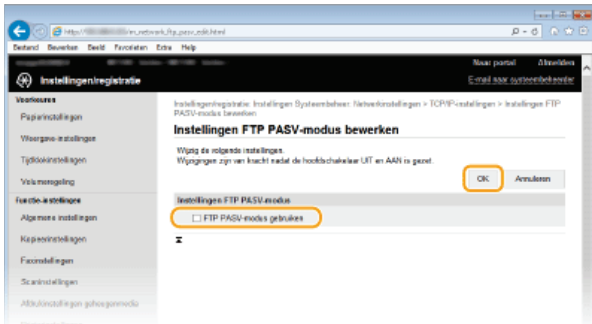 Bestand Bewerken Beeld Favorieten Extra Help
Naar portal Afmelden
Instellingen/registratie
E-mail naar systeembeheerder
Voorkeuren
Papierinstellingen
Weergave-instellingen
Tijdklokinstellingen
Volumeregeling
Functie-instellingen
Algemene instellingen
Kopieerinstellingen
Faxinstellingen
Scaninstellingen
Instellingen/registratie: Instellingen Systeembeheer: Netwerkinstellingen > TCP/IP-instellingen > Instellingen FTP
PASV-modus bewerken
Instellingen FTP PASV-modus bewerken
Wijzig de volgende instellingen.
Wijzigingen zijn van kracht nadat de hoofdschakelaar UIT en AAN is gezet.
OK Annuleren
Instellingen FTP PASV-modus
FTP PASV-modus gebruiken